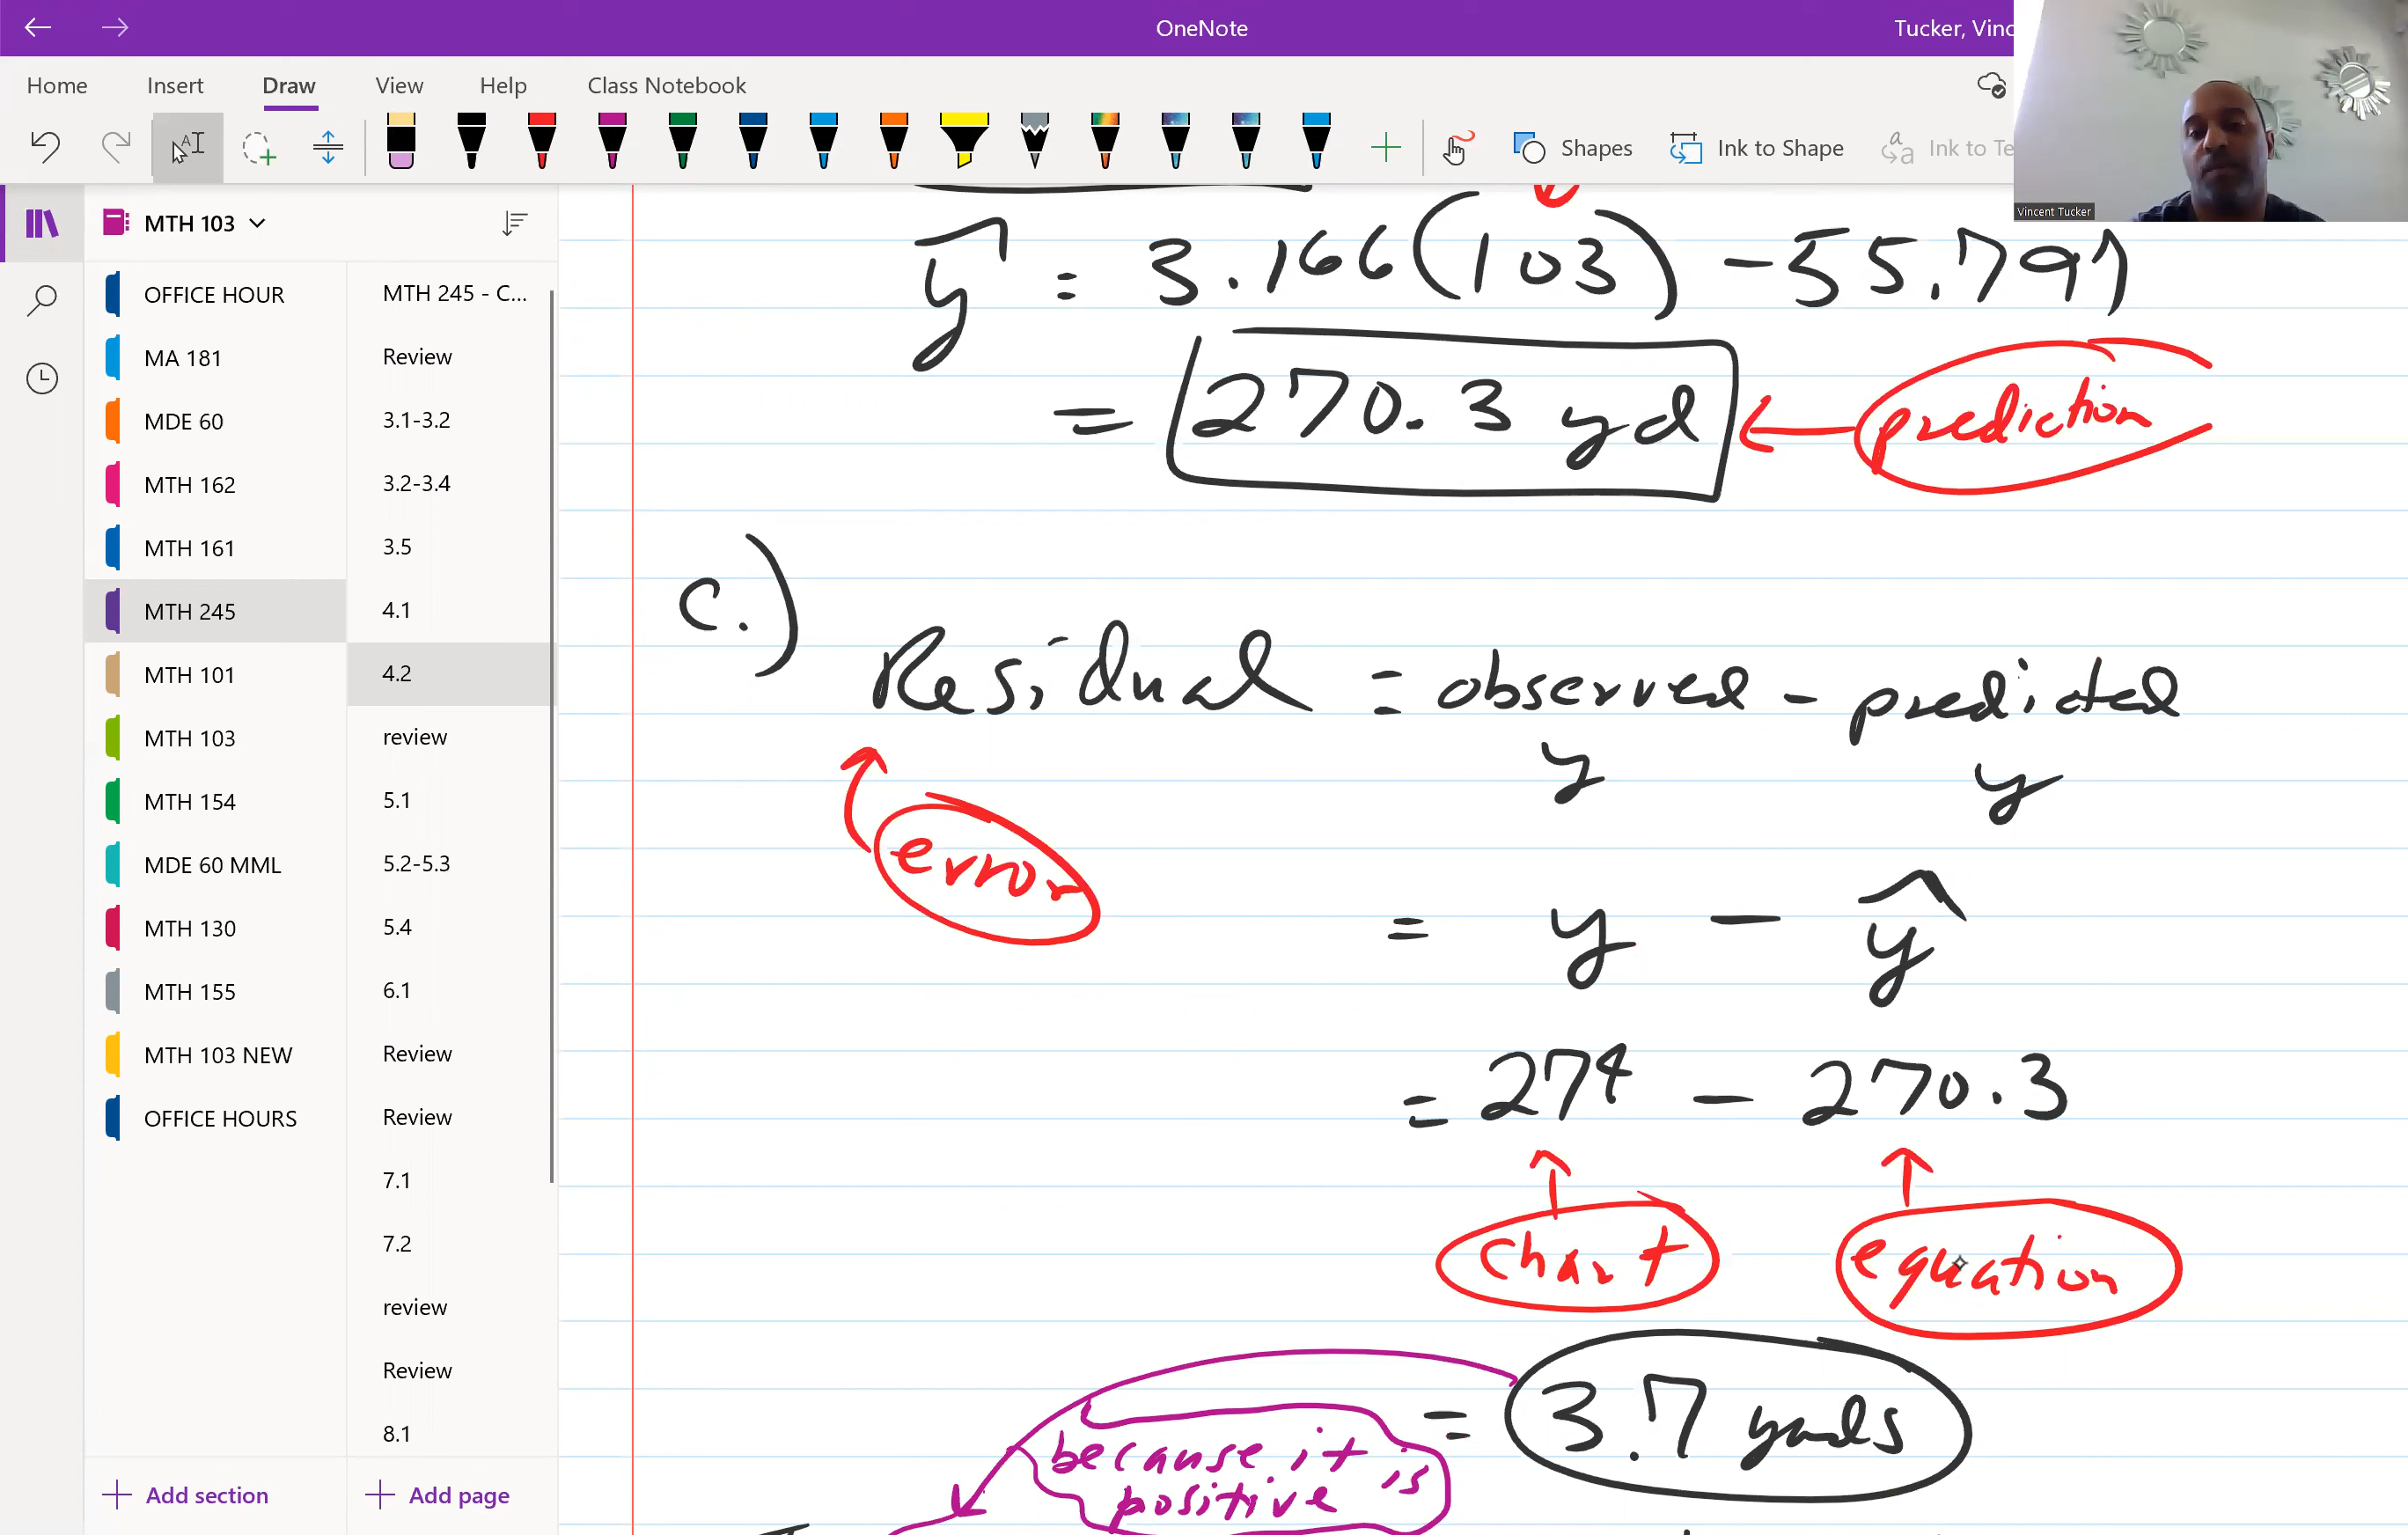 OneNote
Tucker, Vinc
Home Insert Draw View Help Class Notebook
Shapes Ink to Shape Ink to Te
Vincent Tucker
MTH 103
OFFICE HOUR
MA 181
MDE 60
MTH 162
MTH 161
MTH 245
MTH 101
MTH 103
MTH 154
MDE 60 MML
MTH 130
MTH 155
MTH 103 NEW
OFFICE HOURS
Add section
MTH 245 - C...
Review
3.1-3.2
3.2-3.4
3.5
4.1
4.2
review
5.1
5.2-5.3
5.4
6.1
Review
Review
7.1
7.2
review
Review
8.1
Add page
ŷ = 3.166(103) - 55.797
= 270.3 yd ← prediction
c.)
Residual = observed - predicted
y y
error
= y - ŷ
= 274 - 270.3
chart equation
= 3.7 yards
because it is
positive